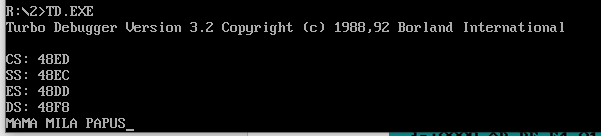 R:\2>TD.EXE
Turbo Debugger Version 3.2 Copyright (c) 1988,92 Borland International
CS: 48ED
SS: 48EC
ES: 48DD
DS: 48F8
MAMA MILA PAPUS_